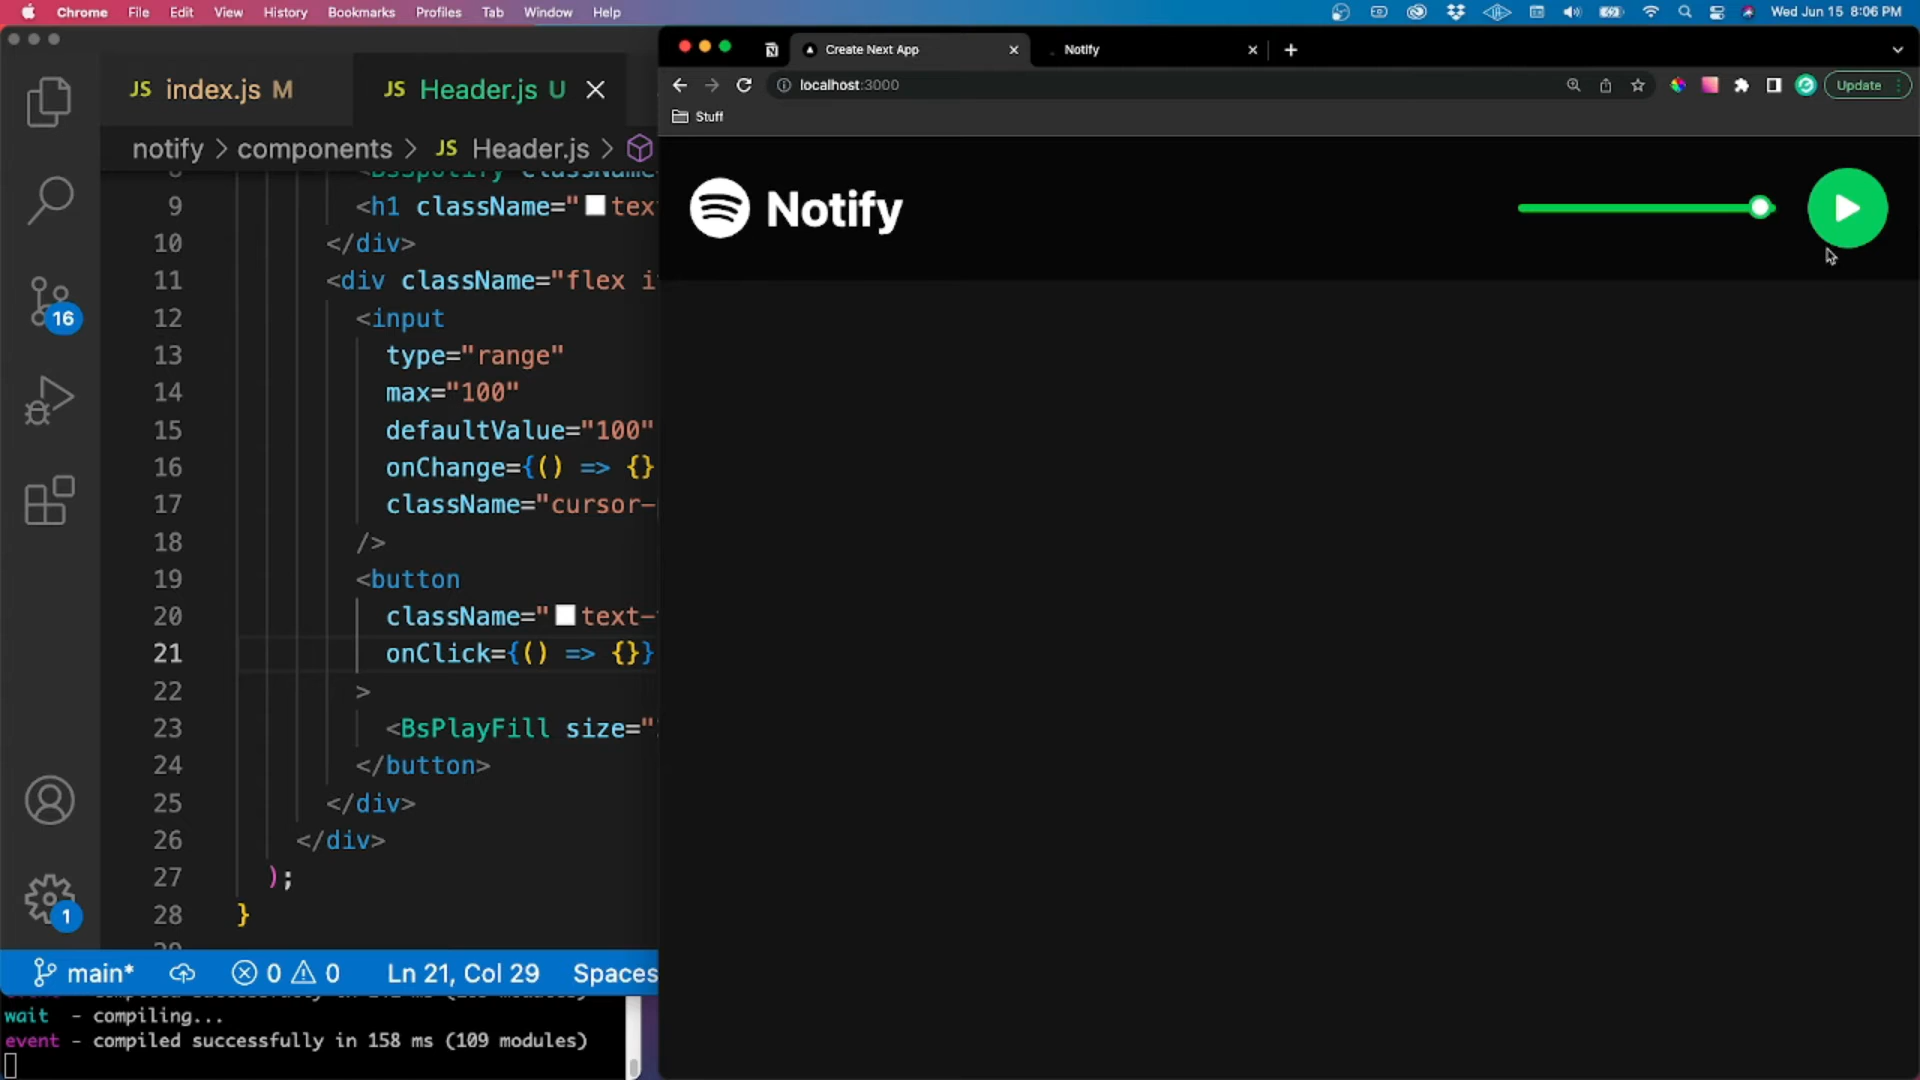 Chrome File Edit View History Bookmarks Profiles Tab Window Help Wed Jun 15 8:06 PM
JS index.js M JS Header.js U
notify > components > JS Header.js >
<BsSpotify className=
9 <h1 className=" tex
10 </div>
11 <div className="flex i
12 <input
13 type="range"
14 max="100"
15 defaultValue="100"
16 onChange={() => {}
17 className="cursor-
18 />
19 <button
20 className=" text-
21 onClick={() => {}}
22 >
23 <BsPlayFill size="
24 </button>
25 </div>
26 </div>
27 );
28 }
16
1
main* 0 0 Ln 21, Col 29 Spaces
wait - compiling...
event - compiled successfully in 158 ms (109 modules)
Create Next App Notify
localhost:3000 Update
Stuff
Notify